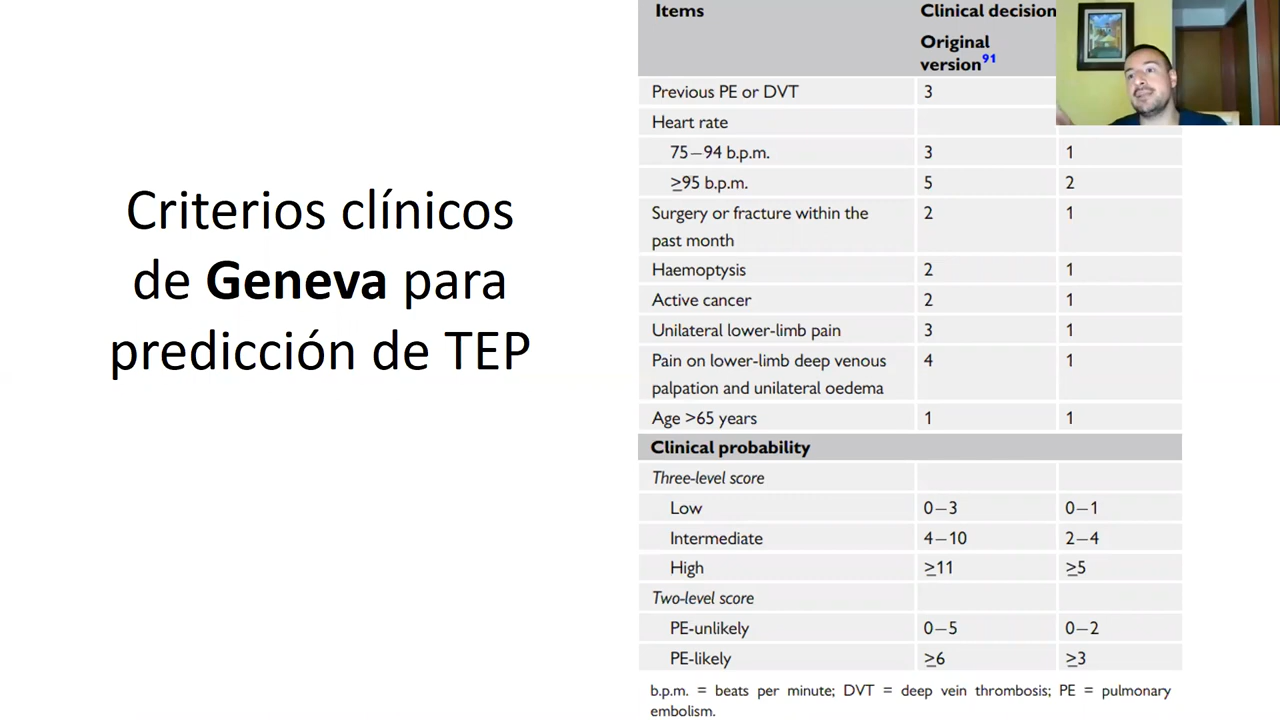 Criterios clínicos
de Geneva para
predicción de TEP
Items Clinical decision
Original
version91
Previous PE or DVT 3
Heart rate
75–94 b.p.m. 3 1
≥95 b.p.m. 5 2
Surgery or fracture within the 2 1
past month
Haemoptysis 2 1
Active cancer 2 1
Unilateral lower-limb pain 3 1
Pain on lower-limb deep venous 4 1
palpation and unilateral oedema
Age >65 years 1 1
Clinical probability
Three-level score
Low 0–3 0–1
Intermediate 4–10 2–4
High ≥11 ≥5
Two-level score
PE-unlikely 0–5 0–2
PE-likely ≥6 ≥3
b.p.m. = beats per minute; DVT = deep vein thrombosis; PE = pulmonary
embolism.